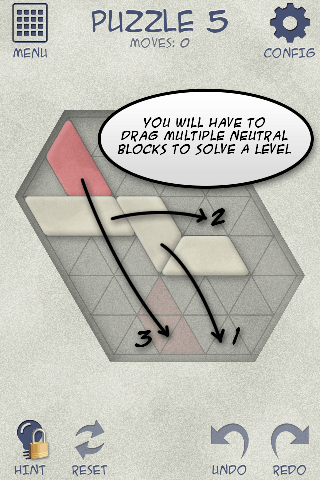 PUZZLE 5
MOVES: 0
MENU
CONFIG
YOU WILL HAVE TO
DRAG MULTIPLE NEUTRAL
BLOCKS TO SOLVE A LEVEL
2
3
1
HINT
RESET
UNDO
REDO